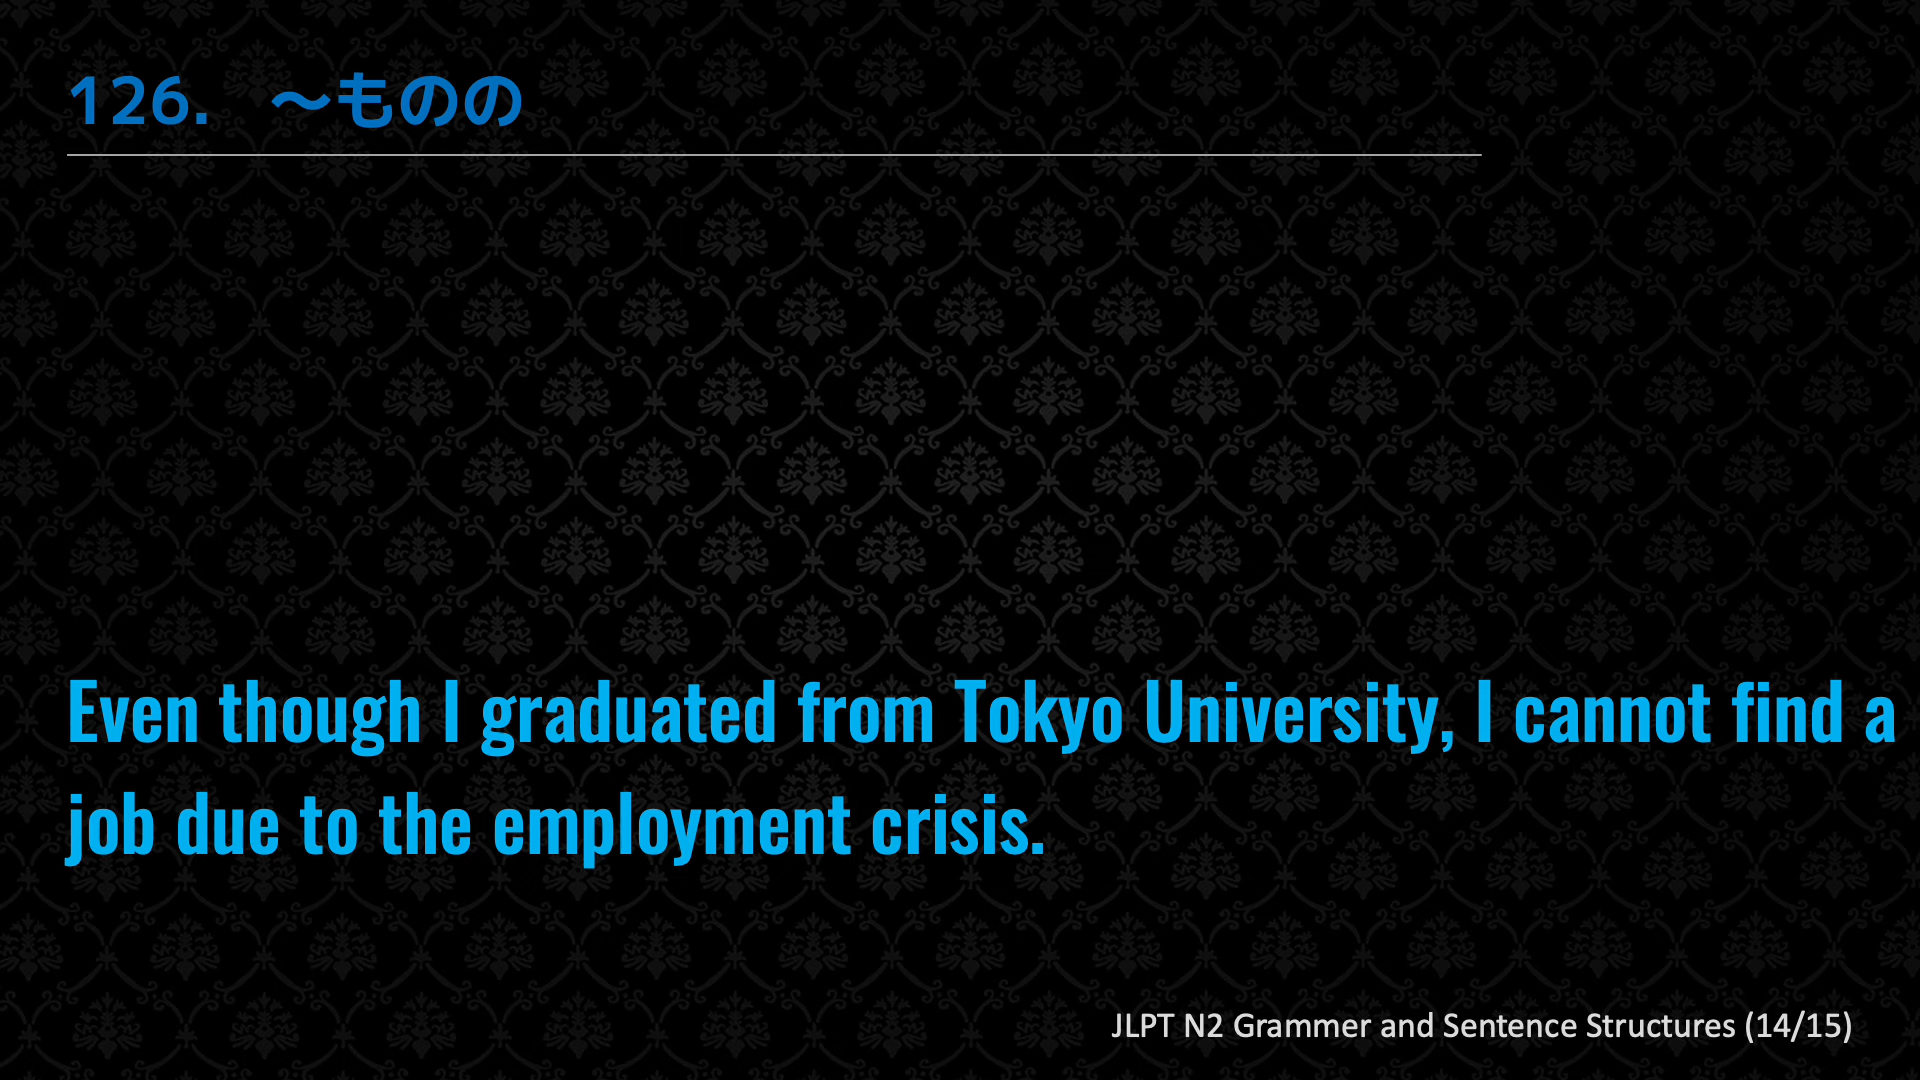 126. 〜ものの
Even though I graduated from Tokyo University, I cannot find a
job due to the employment crisis.
JLPT N2 Grammer and Sentence Structures (14/15)